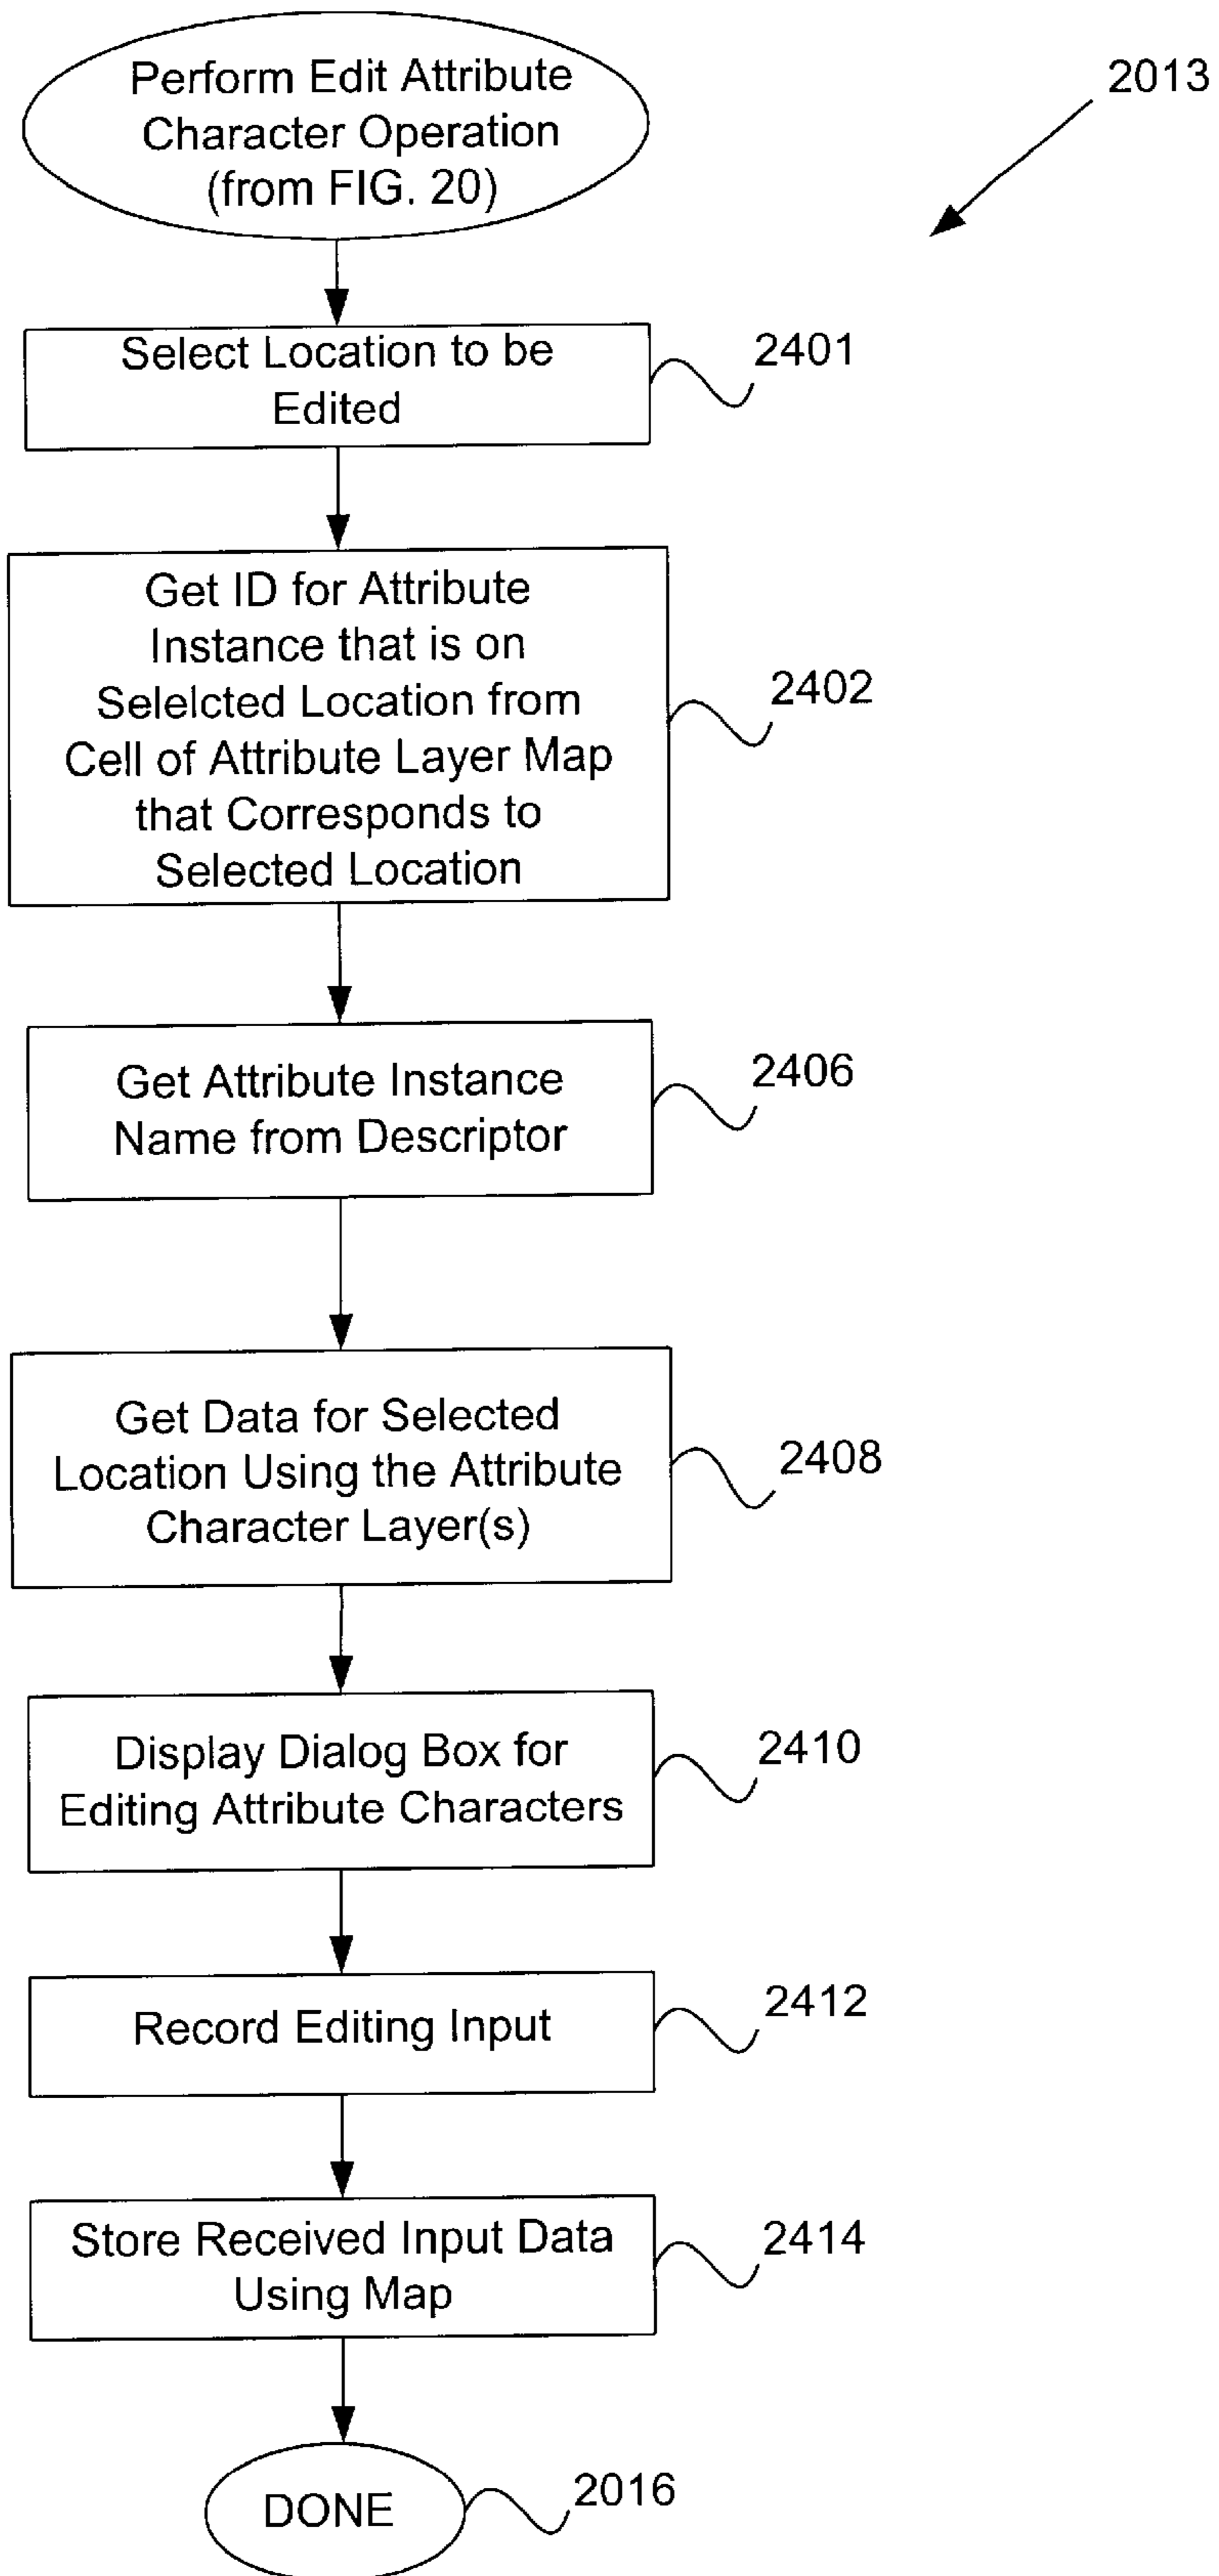 Perform Edit Attribute
Character Operation
(from FIG. 20)
2013
Select Location to be
Edited
2401
Get ID for Attribute
Instance that is on
Selelcted Location from
Cell of Attribute Layer Map
that Corresponds to
Selected Location
2402
Get Attribute Instance
Name from Descriptor
2406
Get Data for Selected
Location Using the Attribute
Character Layer(s)
2408
Display Dialog Box for
Editing Attribute Characters
2410
Record Editing Input
2412
Store Received Input Data
Using Map
2414
DONE
2016